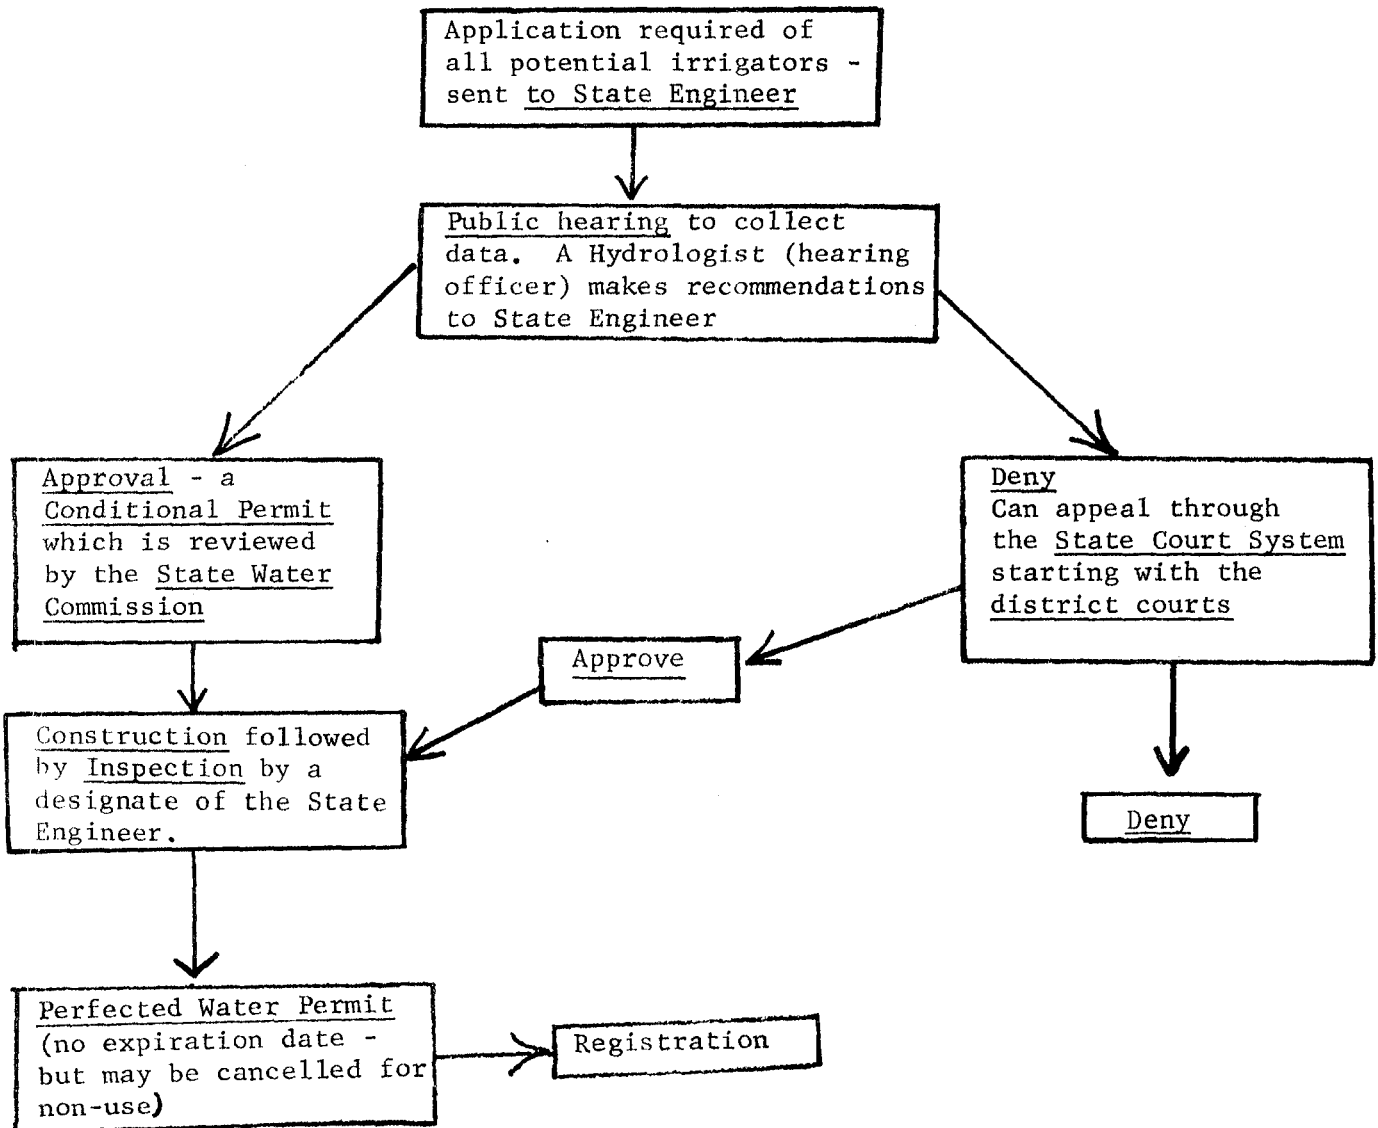 Application required of
all potential irrigators -
sent to State Engineer
Public hearing to collect
data. A Hydrologist (hearing
officer) makes recommendations
to State Engineer
Approval - a
Conditional Permit
which is reviewed
by the State Water
Commission
Deny
Can appeal through
the State Court System
starting with the
district courts
Approve
Construction followed
by Inspection by a
designate of the State
Engineer.
Deny
Perfected Water Permit
(no expiration date -
but may be cancelled for
non-use)
Registration